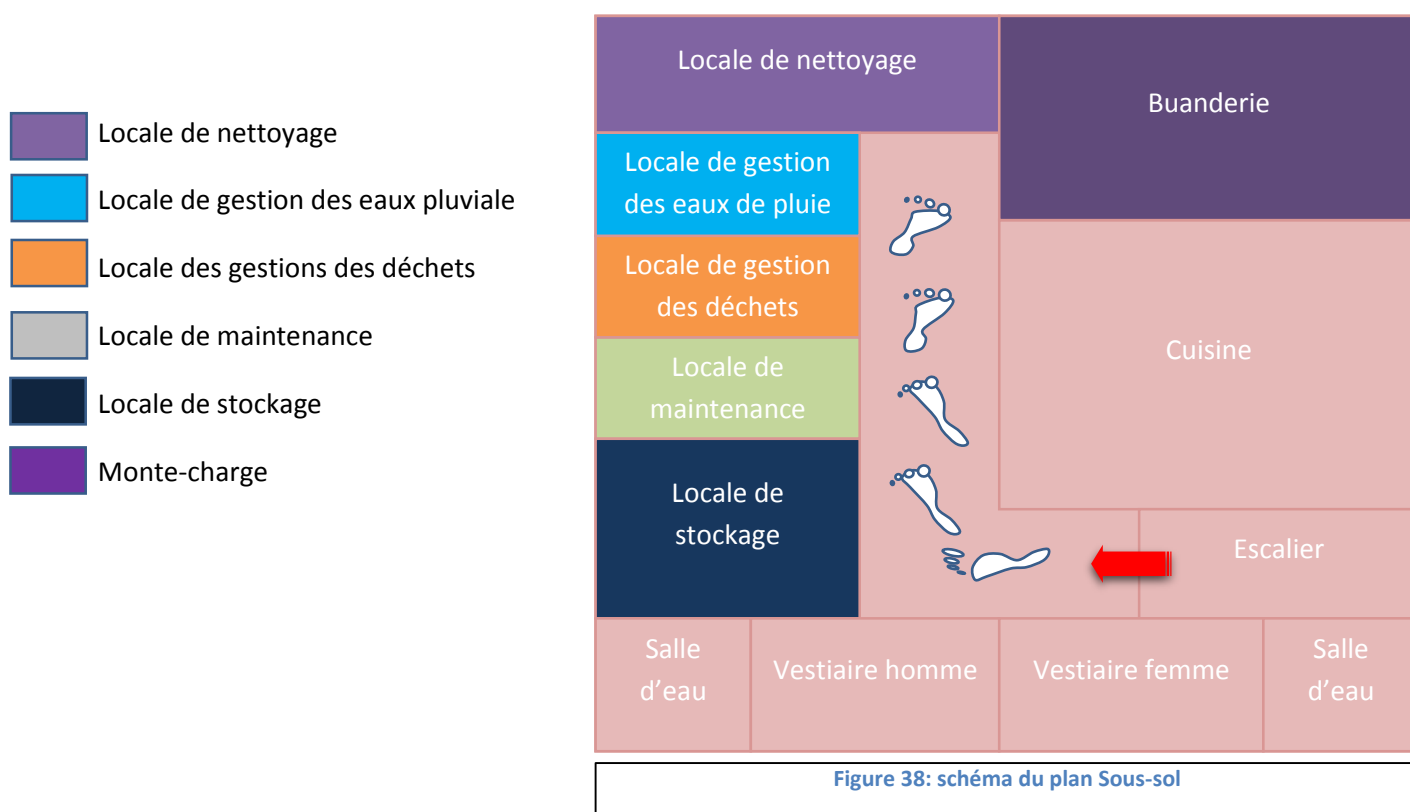 Locale de nettoyage
Locale de gestion des eaux pluviale
Locale des gestions des déchets
Locale de maintenance
Locale de stockage
Monte-charge
Locale de nettoyage
Buanderie
Locale de gestion
des eaux de pluie
Locale de gestion
des déchets
Locale de
maintenance
Cuisine
Locale de
stockage
Escalier
Salle
d’eau
Vestiaire homme
Vestiaire femme
Salle
d’eau
Figure 38: schéma du plan Sous-sol